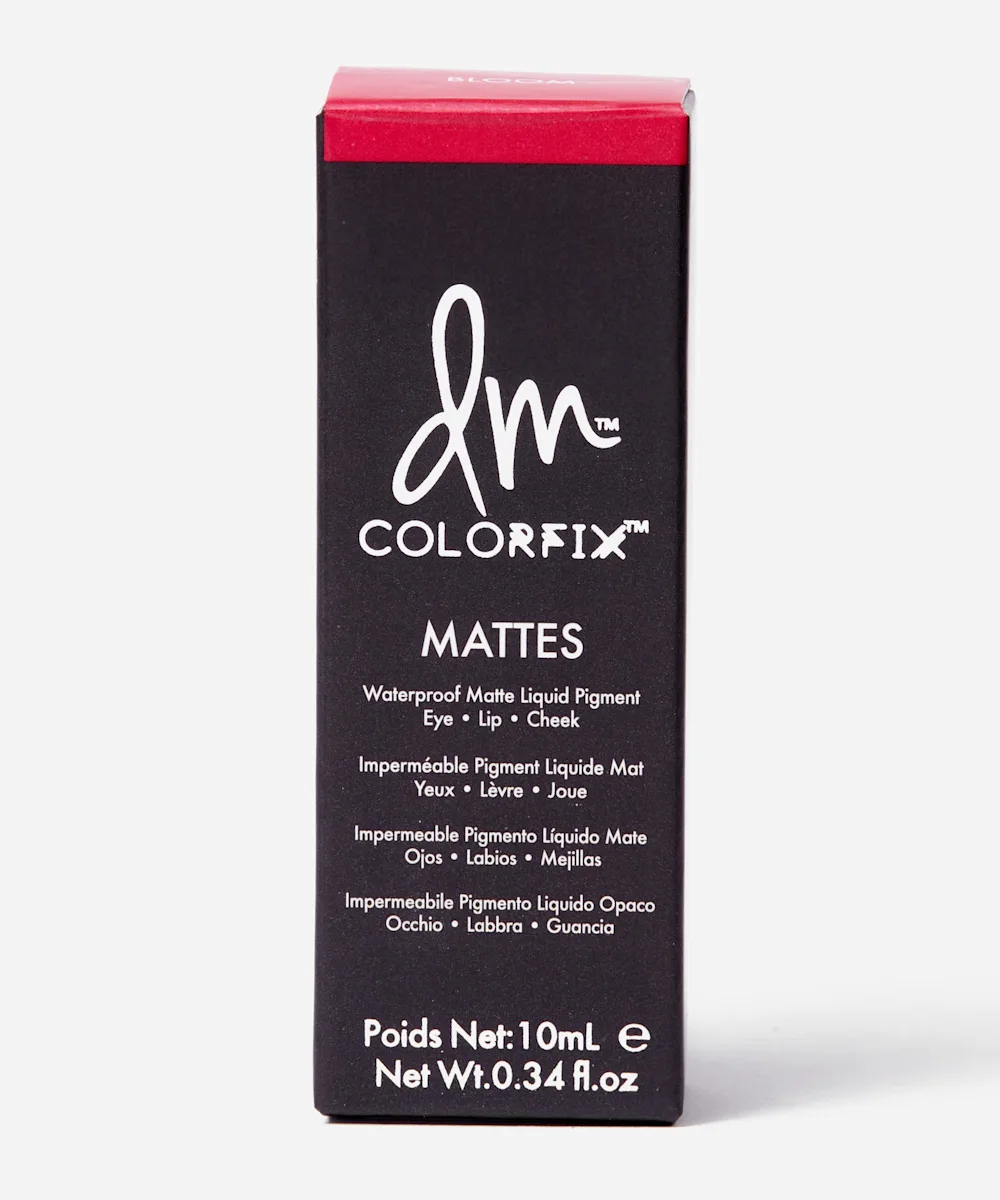 BLOOM
dm™
COLORFIX™
MATTES
Waterproof Matte Liquid Pigment
Eye • Lip • Cheek
Imperméable Pigment Liquide Mat
Yeux • Lèvre • Joue
Impermeable Pigmento Líquido Mate
Ojos • Labios • Mejillas
Impermeabile Pigmento Liquido Opaco
Occhio • Labbra • Guancia
Poids Net:10mL ℮
Net Wt.0.34 fl.oz